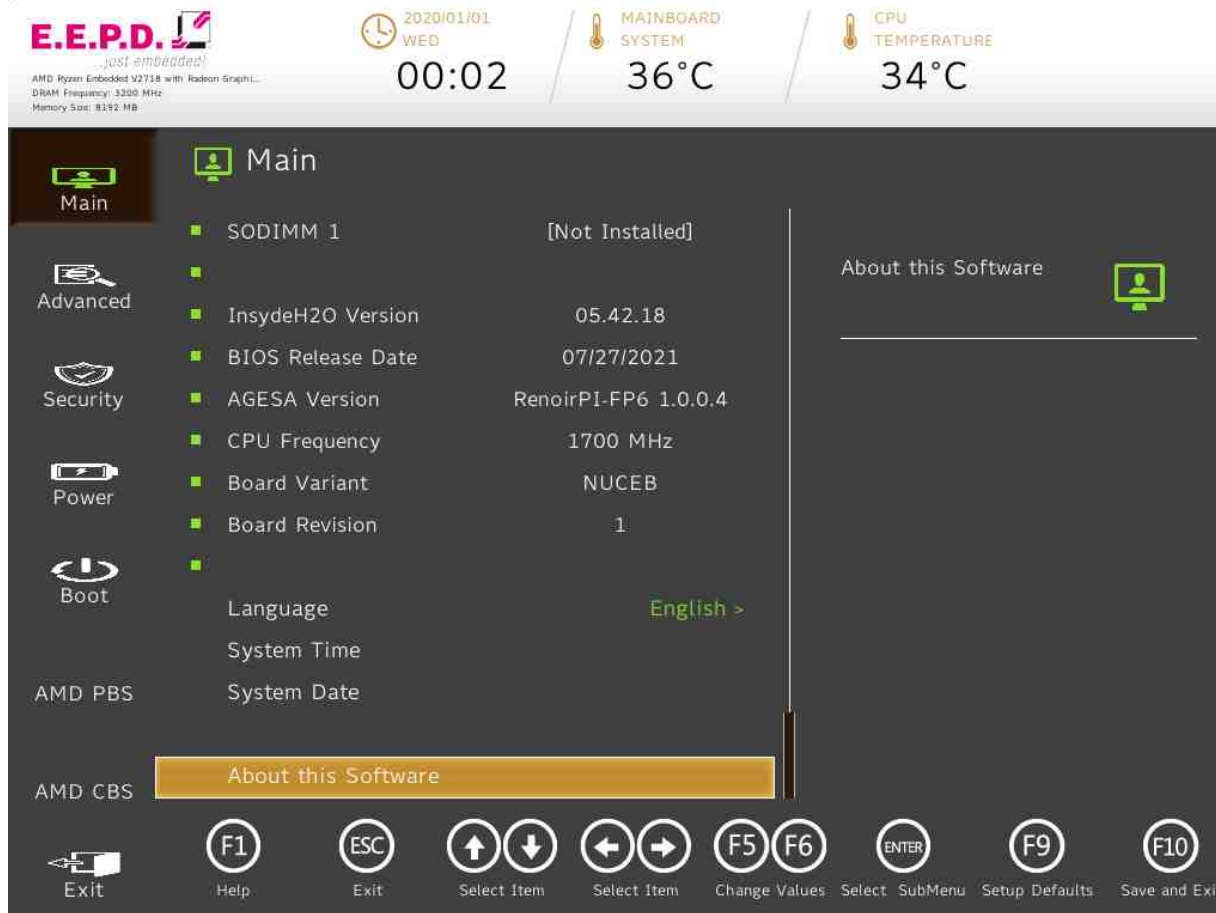 E.E.P.D.
...just embedded!
AMD Ryzen Embedded V2718 with Radeon Graphi...
DRAM Frequency: 3200 MHz
Memory Size: 8192 MB
2020/01/01
WED
00:02
MAINBOARD
SYSTEM
36°C
CPU
TEMPERATURE
34°C
Main
Advanced
Security
Power
Boot
AMD PBS
AMD CBS
Exit
Main
SODIMM 1 [Not Installed]
InsydeH2O Version 05.42.18
BIOS Release Date 07/27/2021
AGESA Version RenoirPI-FP6 1.0.0.4
CPU Frequency 1700 MHz
Board Variant NUCEB
Board Revision 1
Language English >
System Time
System Date
About this Software
About this Software
F1 ESC F5 F6 ENTER F9 F10
Help Exit Select Item Select Item Change Values Select SubMenu Setup Defaults Save and Exi